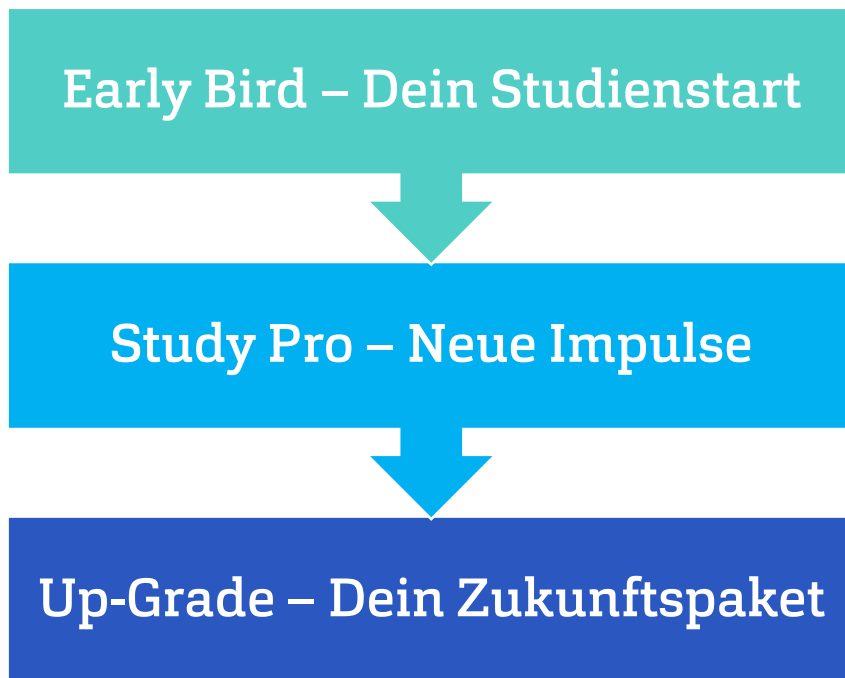 Early Bird – Dein Studienstart
Study Pro – Neue Impulse
Up-Grade – Dein Zukunftspaket